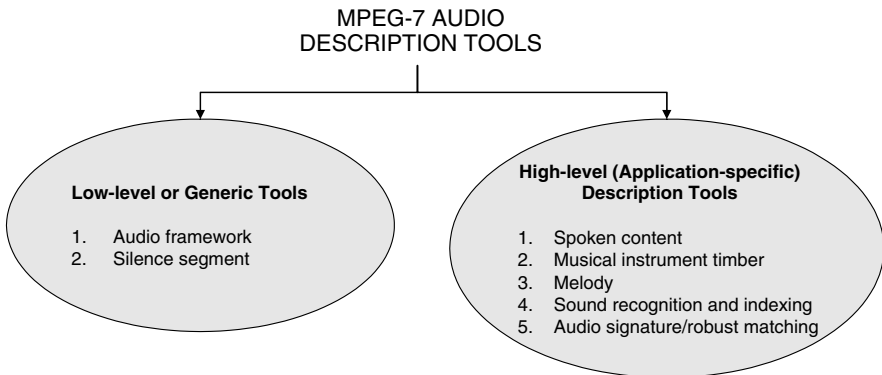 MPEG-7 AUDIO
DESCRIPTION TOOLS
Low-level or Generic Tools
1. Audio framework
2. Silence segment
High-level (Application-specific)
Description Tools
1. Spoken content
2. Musical instrument timber
3. Melody
4. Sound recognition and indexing
5. Audio signature/robust matching